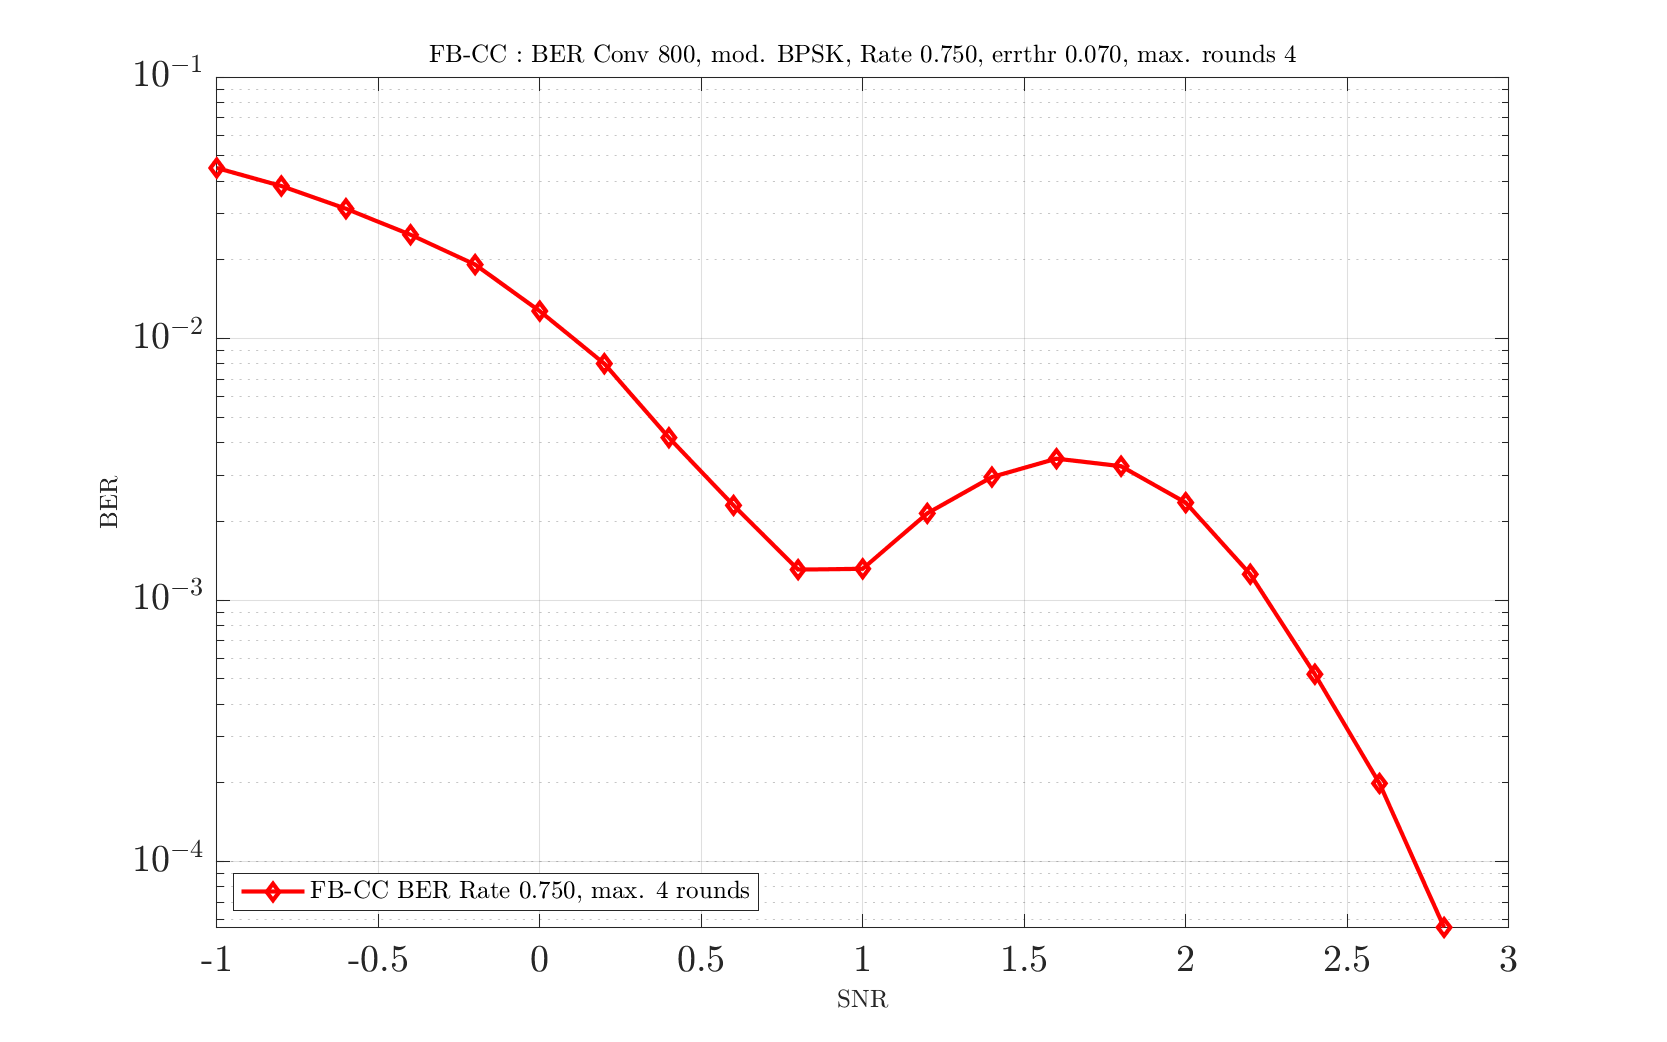 FB-CC : BER Conv 800, mod. BPSK, Rate 0.750, errthr 0.070, max. rounds 4
10^{-1}
10^{-2}
10^{-3}
10^{-4}
BER
FB-CC BER Rate 0.750, max. 4 rounds
-1 -0.5 0 0.5 1 1.5 2 2.5 3
SNR